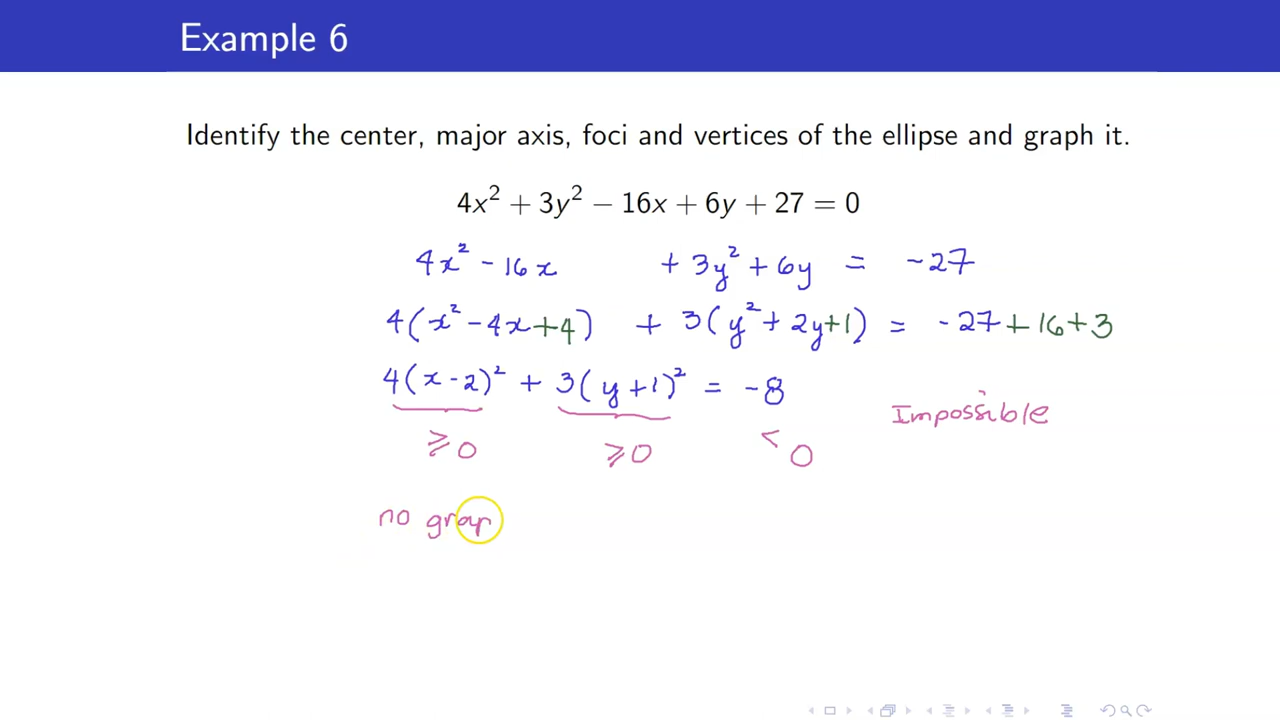 Example 6
Identify the center, major axis, foci and vertices of the ellipse and graph it.
4x² + 3y² − 16x + 6y + 27 = 0
4x² - 16x + 3y² + 6y = -27
4(x² - 4x + 4) + 3(y² + 2y + 1) = -27 + 16 + 3
4(x - 2)² + 3(y + 1)² = -8
Impossible
≥ 0 ≥ 0 < 0
no grap